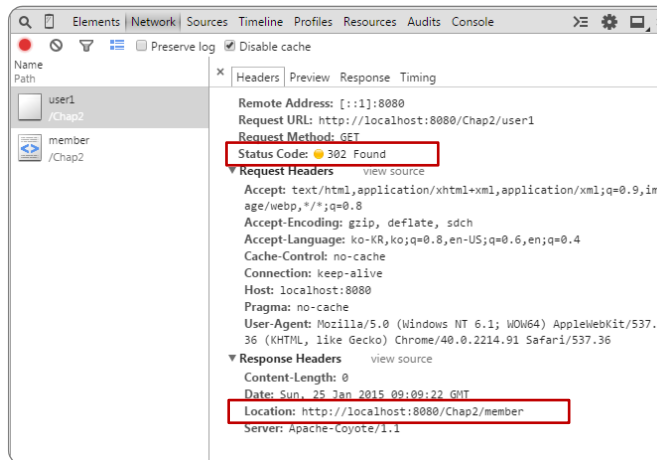 Elements Network Sources Timeline Profiles Resources Audits Console
Preserve log Disable cache
Name
Path
user1
/Chap2
member
/Chap2
× Headers Preview Response Timing
Remote Address: [::1]:8080
Request URL: http://localhost:8080/Chap2/user1
Request Method: GET
Status Code: 302 Found
Request Headers view source
Accept: text/html,application/xhtml+xml,application/xml;q=0.9,im
age/webp,*/*;q=0.8
Accept-Encoding: gzip, deflate, sdch
Accept-Language: ko-KR,ko;q=0.8,en-US;q=0.6,en;q=0.4
Cache-Control: no-cache
Connection: keep-alive
Host: localhost:8080
Pragma: no-cache
User-Agent: Mozilla/5.0 (Windows NT 6.1; WOW64) AppleWebKit/537.
36 (KHTML, like Gecko) Chrome/40.0.2214.91 Safari/537.36
Response Headers view source
Content-Length: 0
Date: Sun, 25 Jan 2015 09:09:22 GMT
Location: http://localhost:8080/Chap2/member
Server: Apache-Coyote/1.1